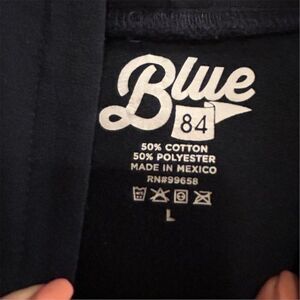 Blue
84
50% COTTON
50% POLYESTER
MADE IN MEXICO
RN#99658
L